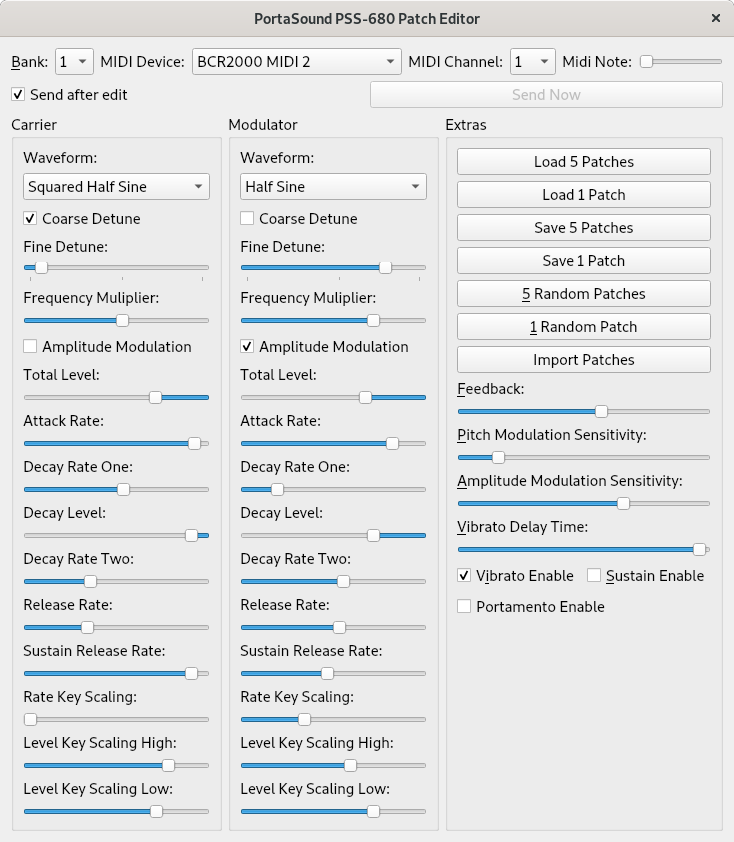 PortaSound PSS-680 Patch Editor
Bank: 1 MIDI Device: BCR2000 MIDI 2 MIDI Channel: 1 Midi Note:
Send after edit Send Now
Carrier
Waveform:
Squared Half Sine
Coarse Detune
Fine Detune:
Frequency Muliplier:
Amplitude Modulation
Total Level:
Attack Rate:
Decay Rate One:
Decay Level:
Decay Rate Two:
Release Rate:
Sustain Release Rate:
Rate Key Scaling:
Level Key Scaling High:
Level Key Scaling Low:
Modulator
Waveform:
Half Sine
Coarse Detune
Fine Detune:
Frequency Muliplier:
Amplitude Modulation
Total Level:
Attack Rate:
Decay Rate One:
Decay Level:
Decay Rate Two:
Release Rate:
Sustain Release Rate:
Rate Key Scaling:
Level Key Scaling High:
Level Key Scaling Low:
Extras
Load 5 Patches
Load 1 Patch
Save 5 Patches
Save 1 Patch
5 Random Patches
1 Random Patch
Import Patches
Feedback:
Pitch Modulation Sensitivity:
Amplitude Modulation Sensitivity:
Vibrato Delay Time:
Vibrato Enable Sustain Enable
Portamento Enable